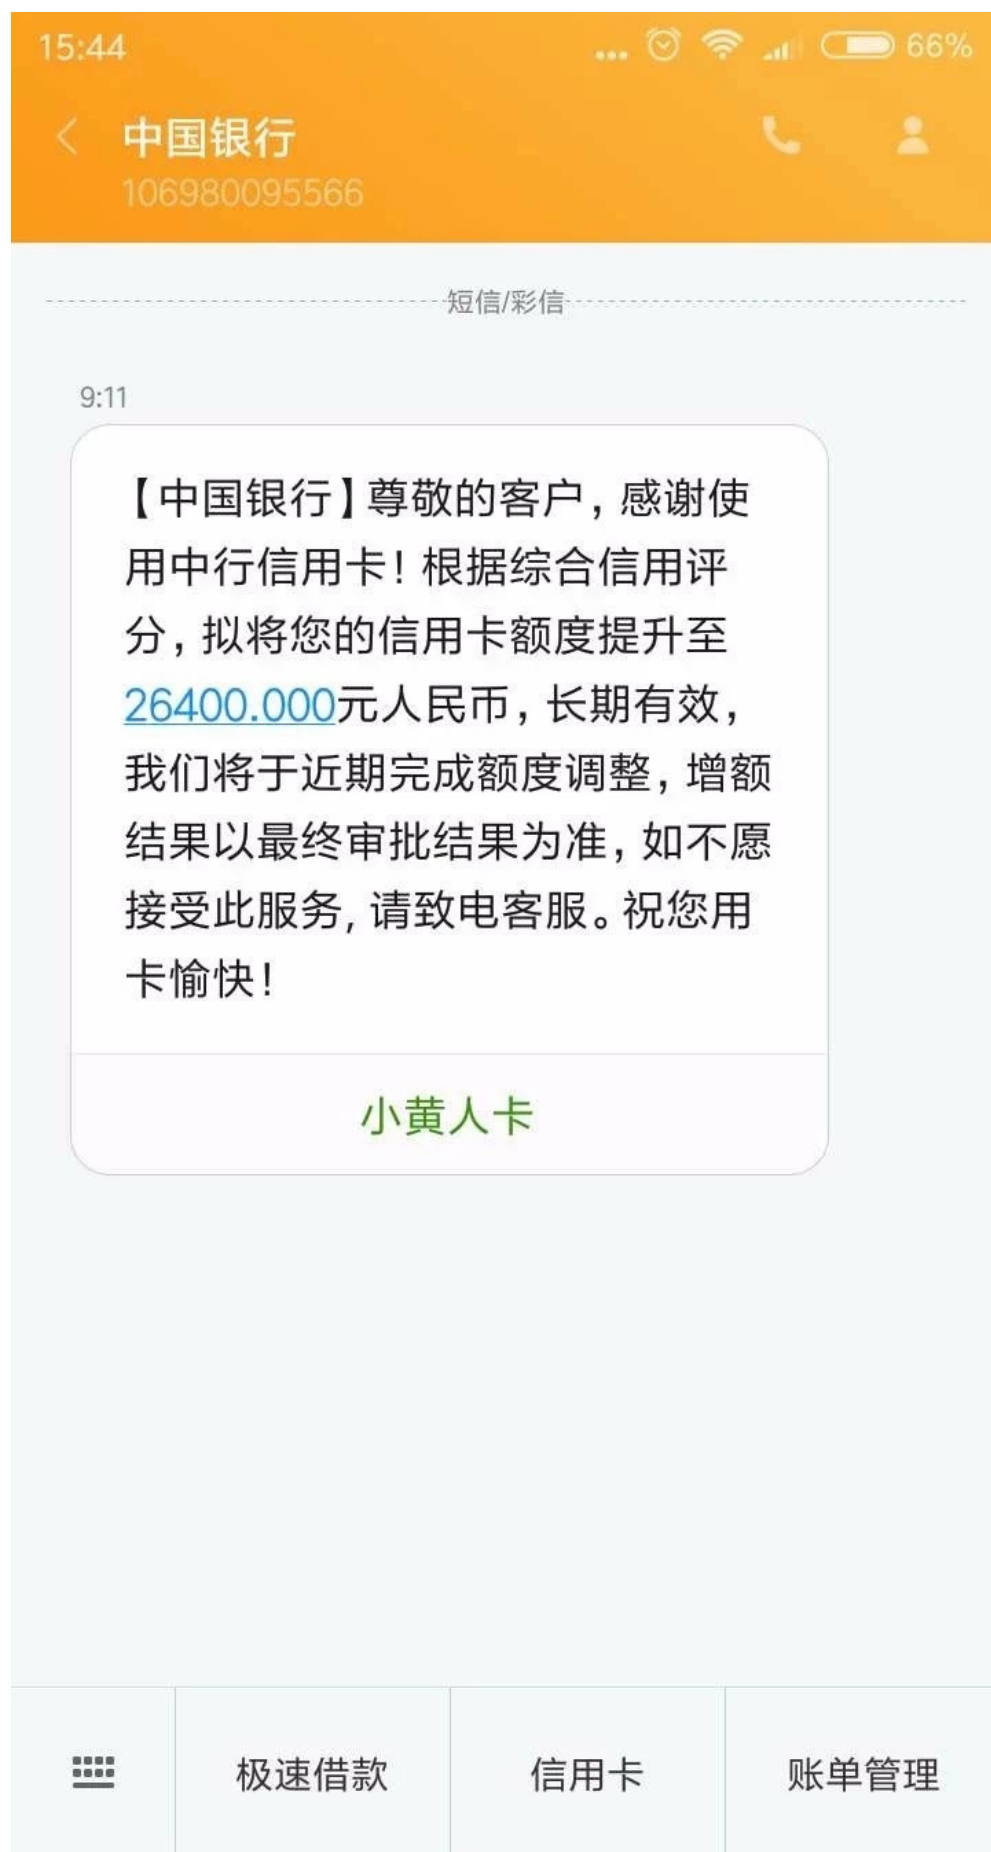 15:44
66%
中国银行
106980095566
短信/彩信
9:11
【中国银行】尊敬的客户,感谢使
用中行信用卡!根据综合信用评
分,拟将您的信用卡额度提升至
26400.000元人民币,长期有效,
我们将于近期完成额度调整,增额
结果以最终审批结果为准,如不愿
接受此服务,请致电客服。祝您用
卡愉快!
小黄人卡
极速借款
信用卡
账单管理